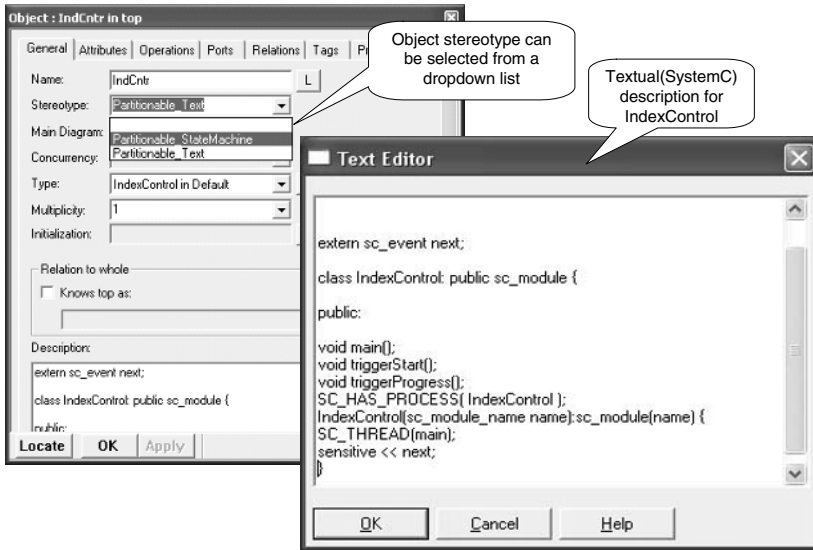 Object : IndCntr in top
General Attributes Operations Ports Relations Tags
Name: IndCntr L
Stereotype: Partitionable_Text
Main Diagram:
Partitionable_StateMachine
Partitionable_Text
Concurrency:
Type: IndexControl in Default
Multiplicity: 1
Initialization:
Relation to whole
Knows top as:
Description:
extern sc_event next;
class IndexControl: public sc_module {
public:
Locate OK Apply
Object stereotype can
be selected from a
dropdown list
Textual(SystemC)
description for
IndexControl
Text Editor
extern sc_event next;
class IndexControl: public sc_module {
public:
void main();
void triggerStart();
void triggerProgress();
SC_HAS_PROCESS( IndexControl );
IndexControl(sc_module_name name):sc_module(name) {
SC_THREAD(main);
sensitive << next;
}
OK Cancel Help